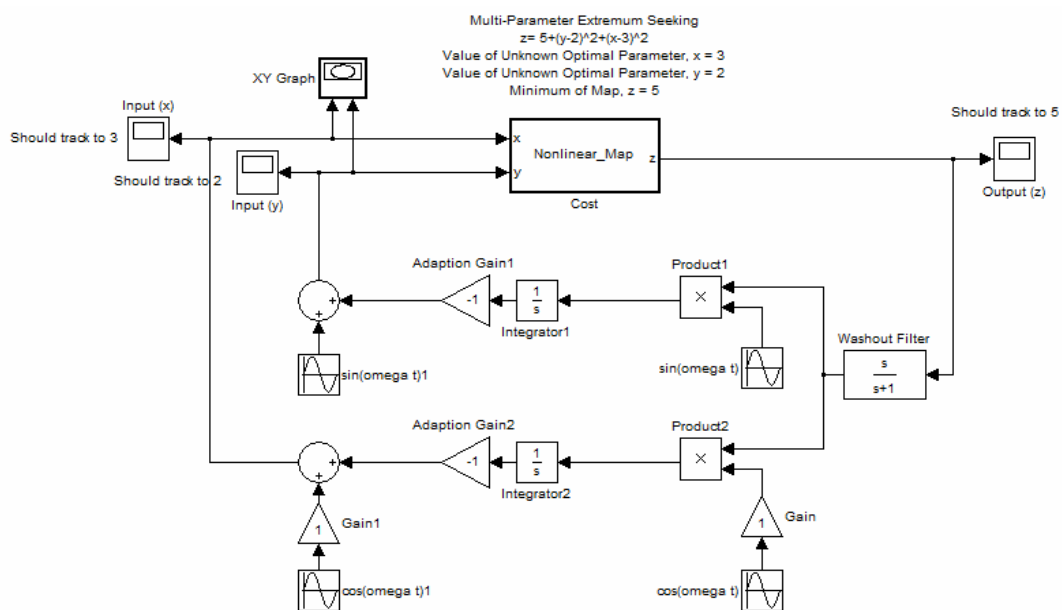 Multi-Parameter Extremum Seeking
z= 5+(y-2)^2+(x-3)^2
Value of Unknown Optimal Parameter, x = 3
Value of Unknown Optimal Parameter, y = 2
Minimum of Map, z = 5
XY Graph
Input (x)
Should track to 3
Should track to 2
Input (y)
x
y
Nonlinear_Map
z
Cost
Should track to 5
Output (z)
Adaption Gain1
-1
1
s
Integrator1
Product1
×
+
+
sin(omega t)1
sin(omega t)
Washout Filter
s
s+1
Adaption Gain2
-1
1
s
Integrator2
Product2
×
+
+
1
Gain1
1
Gain
cos(omega t)1
cos(omega t)